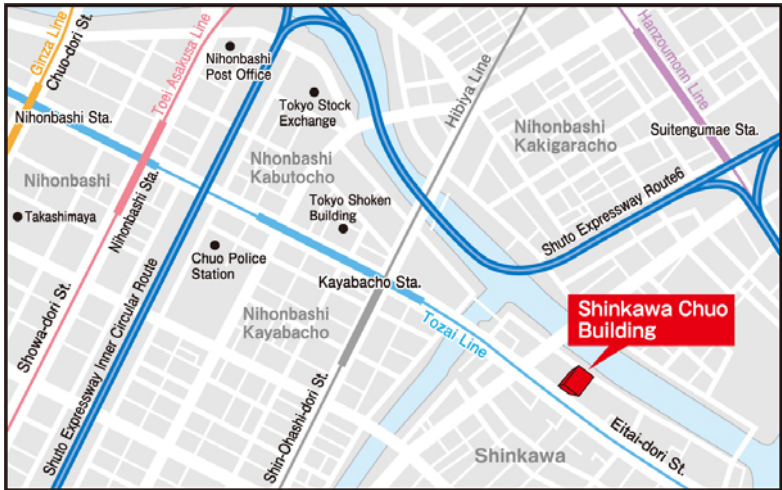 Ginza Line
Chuo-dori St.
Toei Asakusa Line
Nihonbashi
Post Office
Hibiya Line
Hanzoumonn Line
Tokyo Stock
Exchange
Nihonbashi Sta.
Nihonbashi
Kakigaracho
Suitengumae Sta.
Nihonbashi
Nohonbashi
Kabutocho
Tokyo Shoken
Building
Takashimaya
Nihonbashi Sta.
Chuo Police
Station
Shuto Expressway Route6
Kayabacho Sta.
Showa-dori St.
Shuto Expressway Inner Circular Route
Nihonbashi
Kayabacho
Tozai Line
Shinkawa Chuo
Building
Shin-Ohashi-dori St.
Shinkawa
Eitai-dori St.